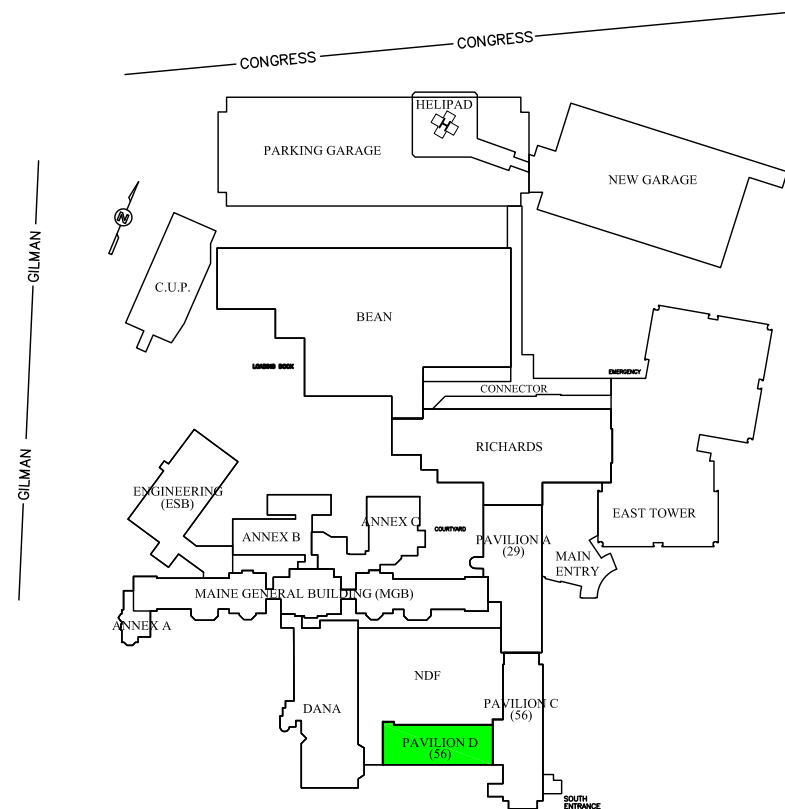 CONGRESS
CONGRESS
HELIPAD
H
PARKING GARAGE
NEW GARAGE
N
GILMAN
C.U.P.
BEAN
LOADING DOCK
EMERGENCY
CONNECTOR
RICHARDS
GILMAN
ENGINEERING
(ESB)
ANNEX B
ANNEX C
COURTYARD
EAST TOWER
PAVILION A
(29)
MAIN
ENTRY
MAINE GENERAL BUILDING (MGB)
ANNEX A
NDF
DANA
PAVILION C
(56)
PAVILION D
(56)
SOUTH
ENTRANCE